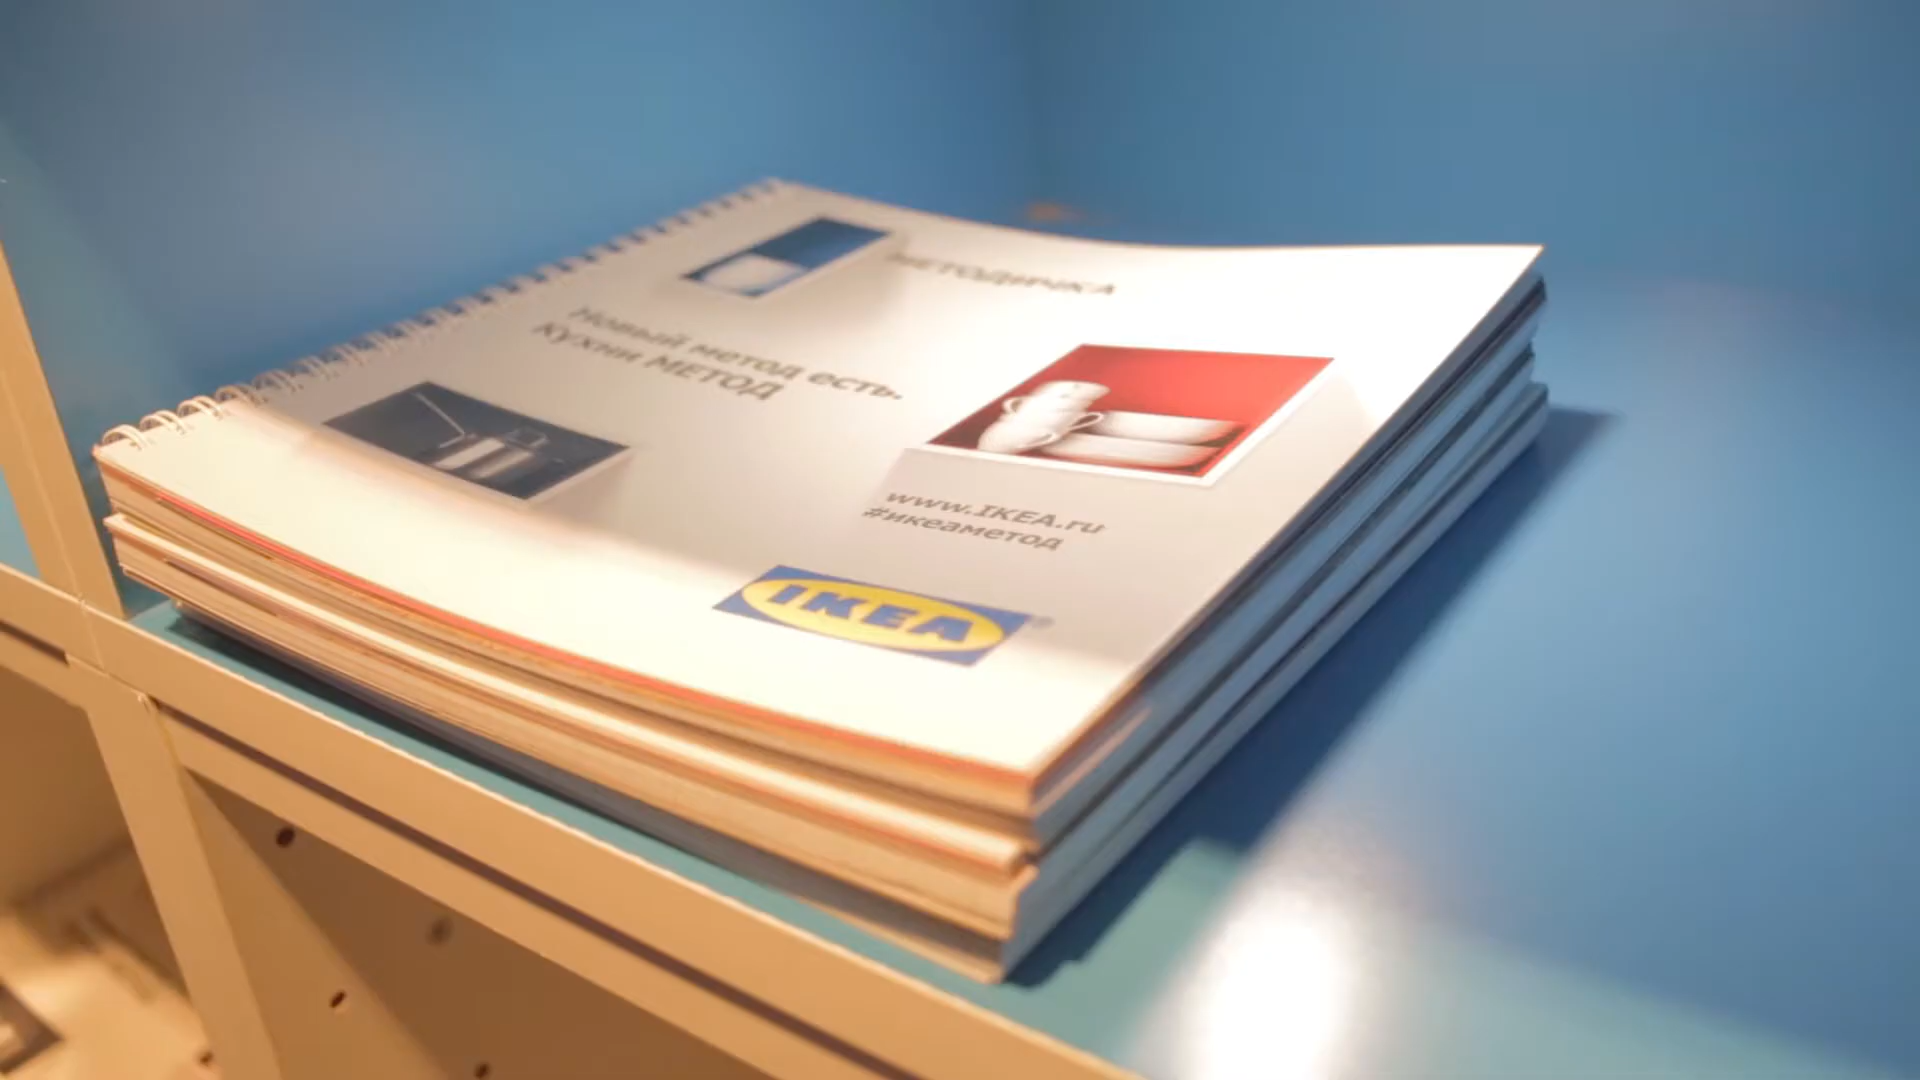 МЕТОДИЧКА
Новый метод есть.
Кухни МЕТОД
www.IKEA.ru
#икеаметод
IKEA